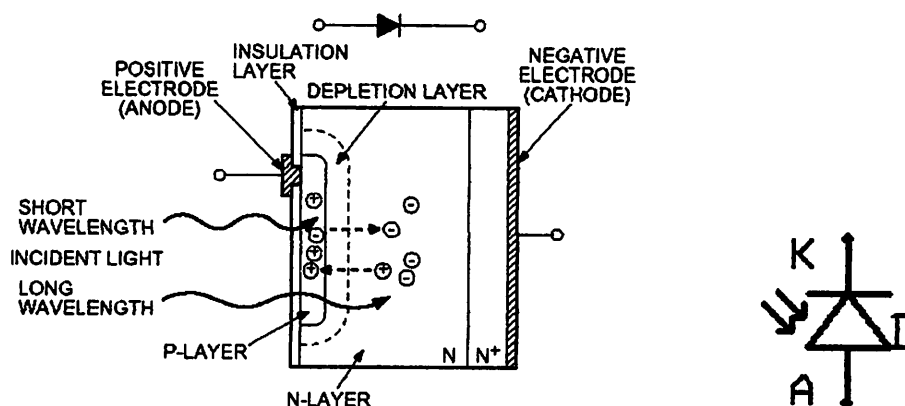 INSULATION
LAYER
POSITIVE
ELECTRODE
(ANODE)
DEPLETION LAYER
NEGATIVE
ELECTRODE
(CATHODE)
SHORT
WAVELENGTH
INCIDENT LIGHT
LONG
WAVELENGTH
P-LAYER
N-LAYER
N N+
K
A